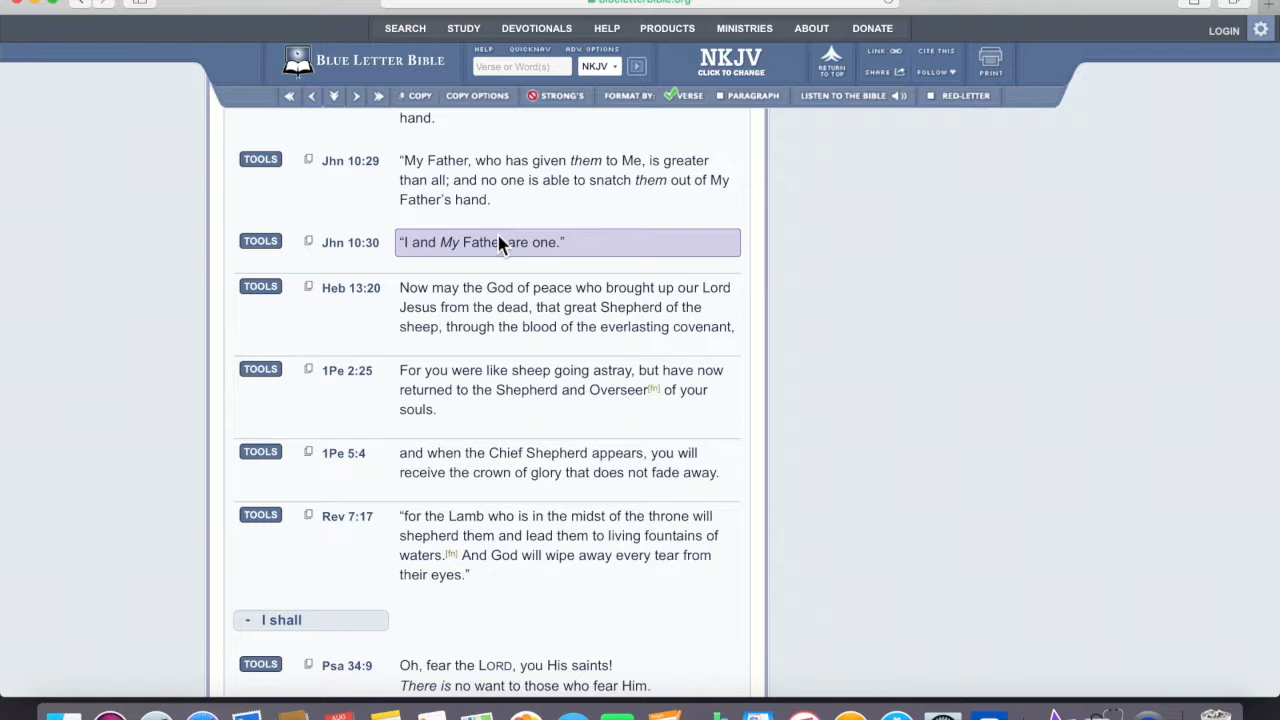 blueletterbible.org
SEARCH STUDY DEVOTIONALS HELP PRODUCTS MINISTRIES ABOUT DONATE
LOGIN
BLUE LETTER BIBLE
HELP QUICKNAV ADV. OPTIONS
Verse or Word(s) NKJV
NKJV
CLICK TO CHANGE
RETURN
TO TOP
LINK CITE THIS
SHARE FOLLOW
PRINT
COPY COPY OPTIONS STRONG'S FORMAT BY: VERSE PARAGRAPH LISTEN TO THE BIBLE RED-LETTER
hand.
TOOLS Jhn 10:29 “My Father, who has given them to Me, is greater
than all; and no one is able to snatch them out of My
Father’s hand.
TOOLS Jhn 10:30 “I and My Father are one.”
TOOLS Heb 13:20 Now may the God of peace who brought up our Lord
Jesus from the dead, that great Shepherd of the
sheep, through the blood of the everlasting covenant,
TOOLS 1Pe 2:25 For you were like sheep going astray, but have now
returned to the Shepherd and Overseer[fn] of your
souls.
TOOLS 1Pe 5:4 and when the Chief Shepherd appears, you will
receive the crown of glory that does not fade away.
TOOLS Rev 7:17 “for the Lamb who is in the midst of the throne will
shepherd them and lead them to living fountains of
waters.[fn] And God will wipe away every tear from
their eyes.”
- I shall
TOOLS Psa 34:9 Oh, fear the LORD, you His saints!
There is no want to those who fear Him.
AUG